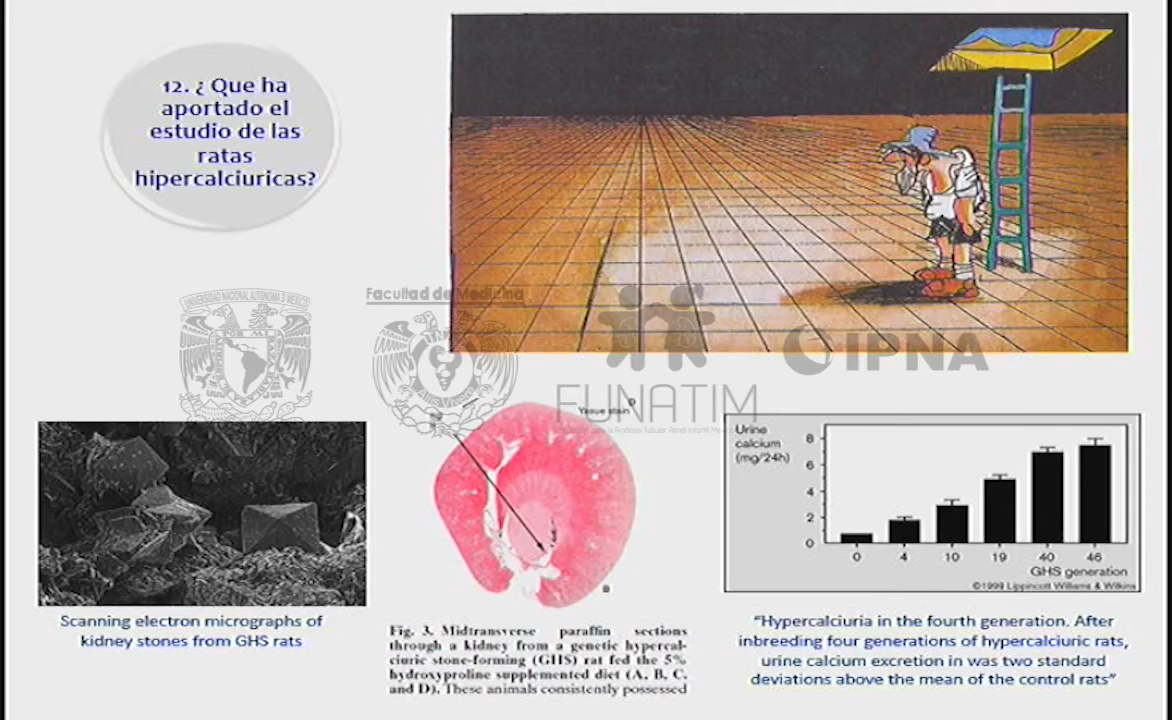 12. ¿ Que ha
aportado el
estudio de las
ratas
hipercalciuricas?
UNIVERSIDAD NACIONAL AUTONOMA D MEXICO
Facultad de Medicina
FUNATIM
IPNA
Tissue stain
D
B
Urine
calcium
(mg/24h)
8
6
4
2
0
0 4 10 19 40 46
GHS generation
©1999 Lippincott Williams & Wilkins
Scanning electron micrographs of
kidney stones from GHS rats
Fig. 3. Midtransverse paraffin sections
through a kidney from a genetic hypercal-
ciuric stone-forming (GHS) rat fed the 5%
hydroxyproline supplemented diet (A, B, C,
and D). These animals consistently possessed
"Hypercalciuria in the fourth generation. After
inbreeding four generations of hypercalciuric rats,
urine calcium excretion in was two standard
deviations above the mean of the control rats"